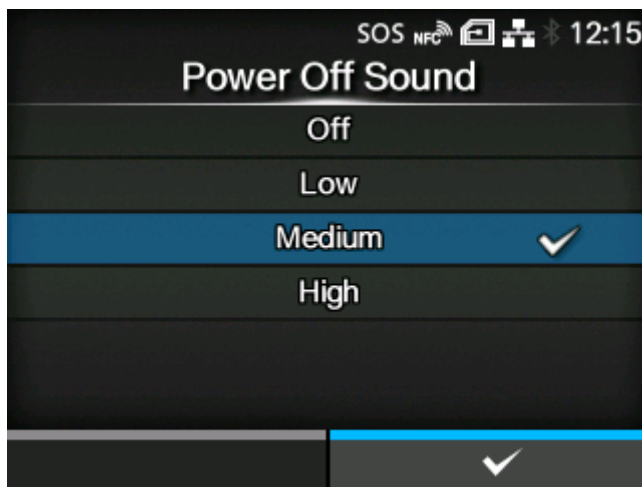 SOS NFC 12:15
Power Off Sound
Off
Low
Medium
High